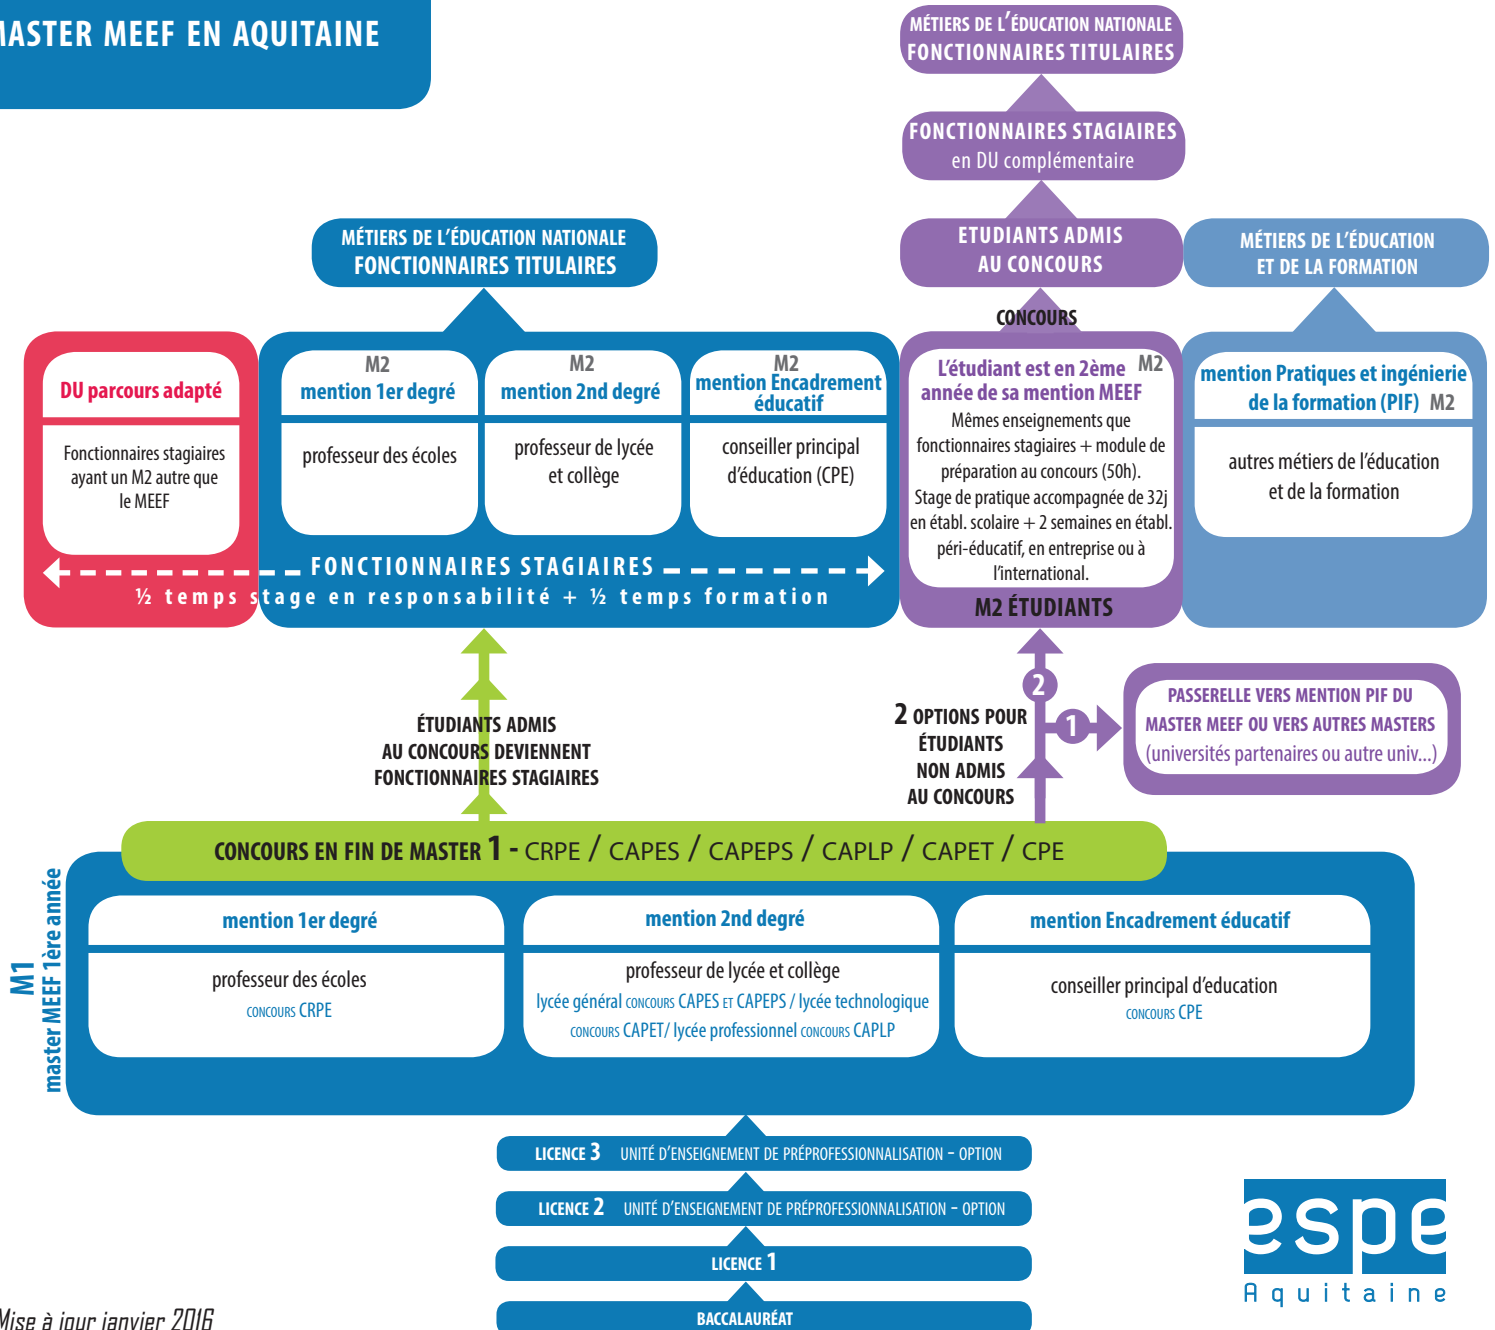 MASTER MEEF EN AQUITAINE
MÉTIERS DE L'ÉDUCATION NATIONALE
FONCTIONNAIRES TITULAIRES
FONCTIONNAIRES STAGIAIRES
en DU complémentaire
ETUDIANTS ADMIS
AU CONCOURS
MÉTIERS DE L'ÉDUCATION NATIONALE
FONCTIONNAIRES TITULAIRES
MÉTIERS DE L'ÉDUCATION
ET DE LA FORMATION
CONCOURS
DU parcours adapté
Fonctionnaires stagiaires
ayant un M2 autre que
le MEEF
M2
mention 1er degré
professeur des écoles
M2
mention 2nd degré
professeur de lycée
et collège
M2
mention Encadrement
éducatif
conseiller principal
d'éducation (CPE)
FONCTIONNAIRES STAGIAIRES
½ temps stage en responsabilité + ½ temps formation
L'étudiant est en 2ème M2
année de sa mention MEEF
Mêmes enseignements que
fonctionnaires stagiaires + module de
préparation au concours (50h).
Stage de pratique accompagnée de 32j
en établ. scolaire + 2 semaines en établ.
péri-éducatif, en entreprise ou à
l'international.
M2 ÉTUDIANTS
mention Pratiques et ingénierie
de la formation (PIF) M2
autres métiers de l'éducation
et de la formation
ÉTUDIANTS ADMIS
AU CONCOURS DEVIENNENT
FONCTIONNAIRES STAGIAIRES
2 OPTIONS POUR
ÉTUDIANTS
NON ADMIS
AU CONCOURS
2
1
PASSERELLE VERS MENTION PIF DU
MASTER MEEF OU VERS AUTRES MASTERS
(universités partenaires ou autre univ...)
CONCOURS EN FIN DE MASTER 1 - CRPE / CAPES / CAPEPS / CAPLP / CAPET / CPE
M1
master MEEF 1ère année
mention 1er degré
professeur des écoles
CONCOURS CRPE
mention 2nd degré
professeur de lycée et collège
lycée général CONCOURS CAPES ET CAPEPS / lycée technologique
CONCOURS CAPET/ lycée professionnel CONCOURS CAPLP
mention Encadrement éducatif
conseiller principal d'education
CONCOURS CPE
LICENCE 3 UNITÉ D'ENSEIGNEMENT DE PRÉPROFESSIONNALISATION - OPTION
LICENCE 2 UNITÉ D'ENSEIGNEMENT DE PRÉPROFESSIONNALISATION - OPTION
LICENCE 1
BACCALAURÉAT
espe
Aquitaine
Mise à jour janvier 2016